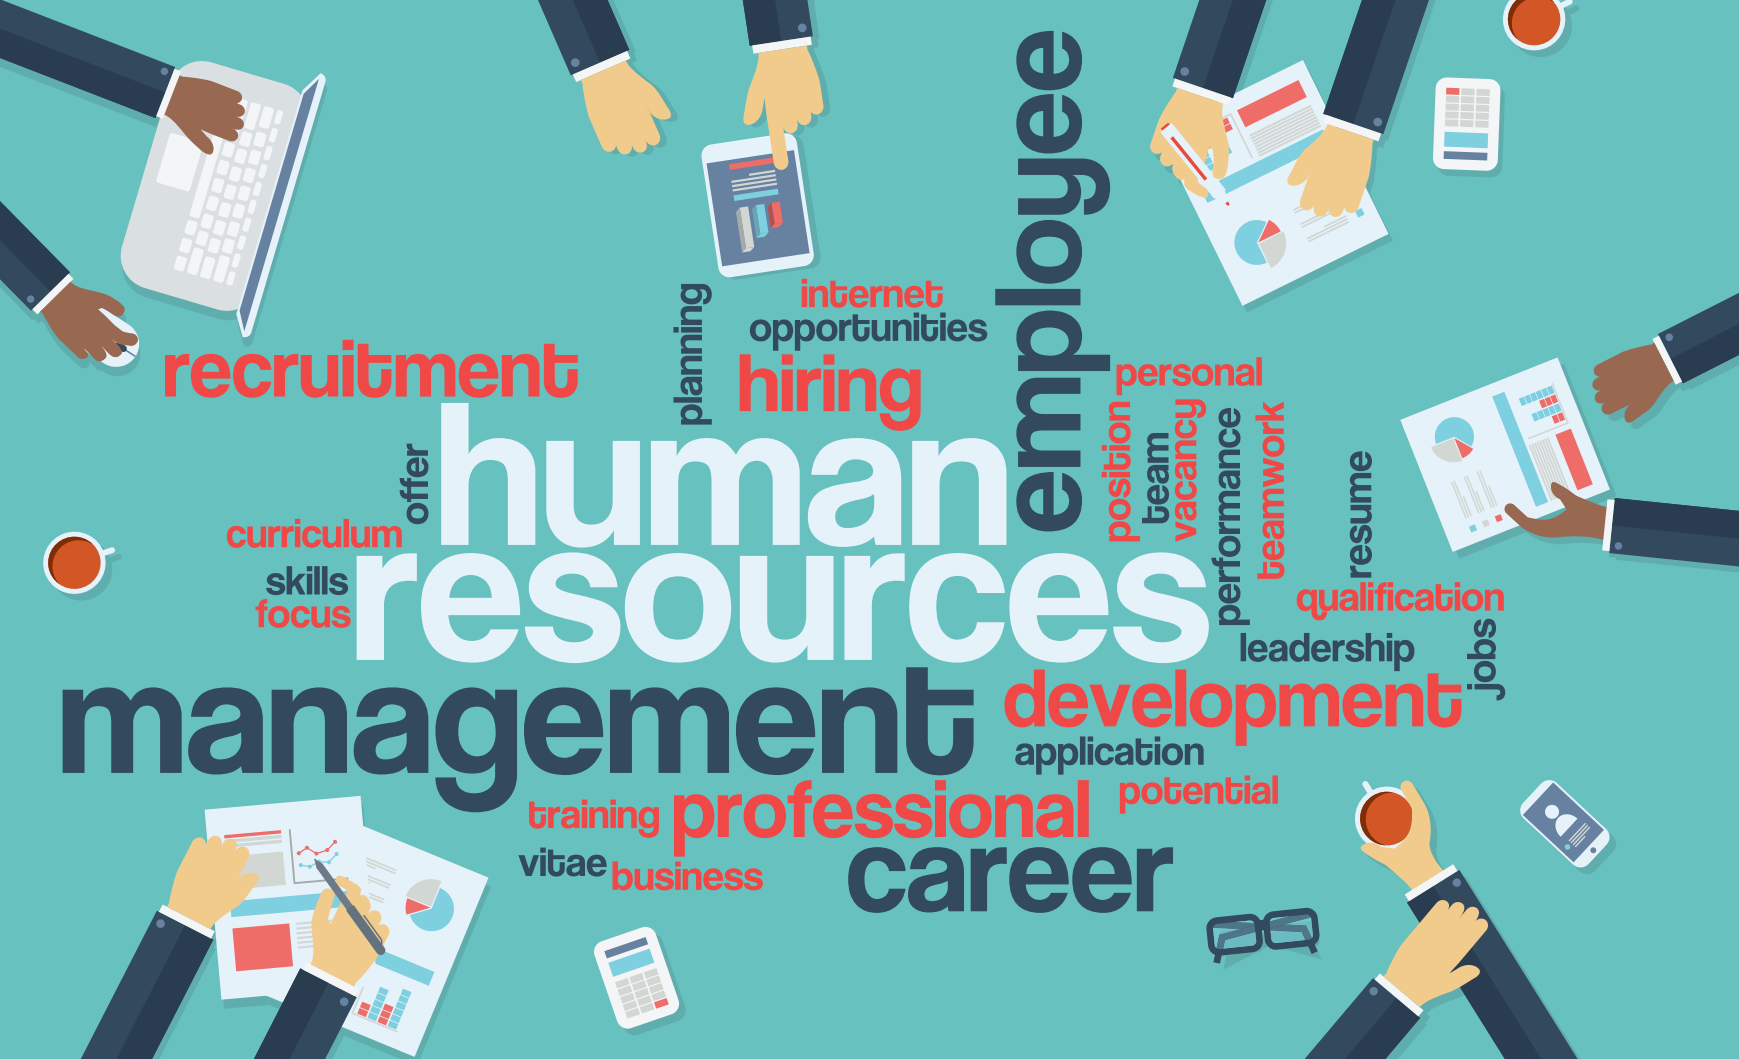 employee
planning
internet
opportunities
recruitment
hiring
personal
human
offer
position
team
vacancy
performance
teamwork
resume
curriculum
skills
focus
resources
qualification
leadership
jobs
management
development
application
training
professional
potential
vitae
business
career